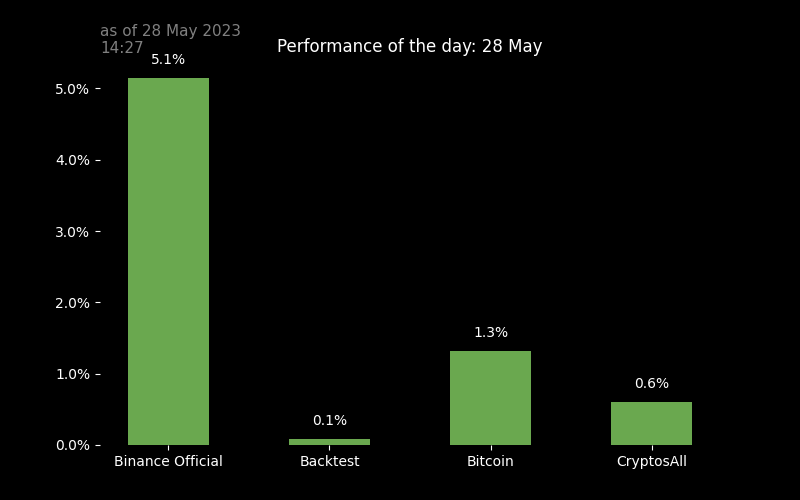 as of 28 May 2023
14:27
Performance of the day: 28 May
5.1%
5.0%
4.0%
3.0%
2.0%
1.3%
1.0%
0.6%
0.1%
0.0%
Binance Official
Backtest
Bitcoin
CryptosAll